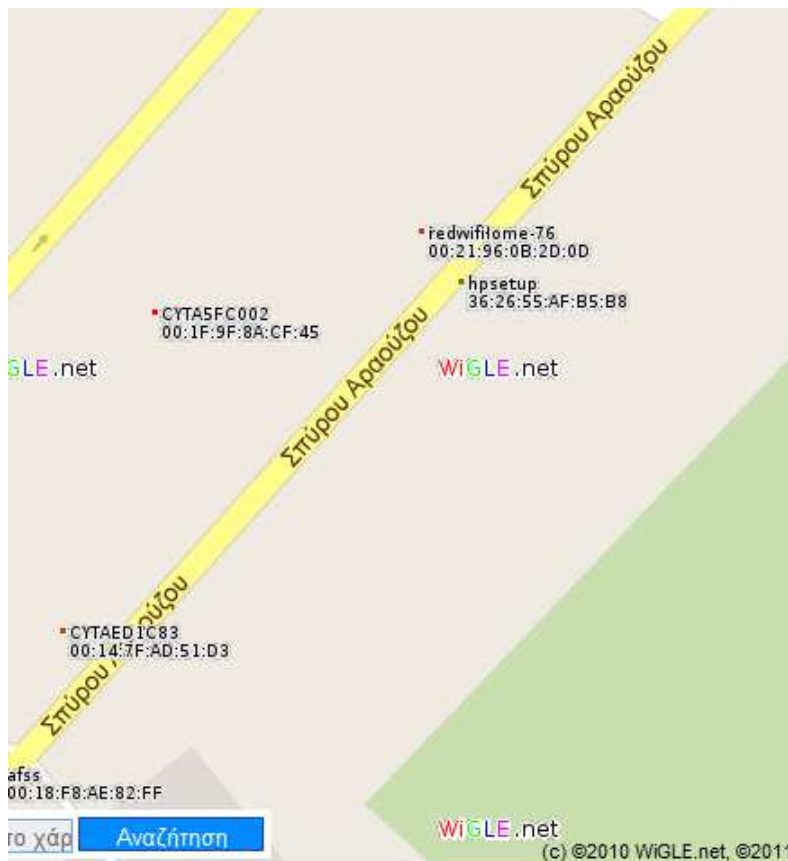 Σπύρου Αραούζου
redwifiHome-76
00:21:96:0B:2D:0D
hpsetup
36:26:55:AF:B5:B8
CYTA5FC002
00:1F:9F:8A:CF:45
GLE.net
WiGLE.net
Σπύρου Αραούζου
CYTAED1C83
00:14:7F:AD:51:D3
Σπύρου Αραούζου
afss
00:18:F8:AE:82:FF
το χάρ
Αναζήτηση
WiGLE.net
(c) ©2010 WiGLE.net, ©2011